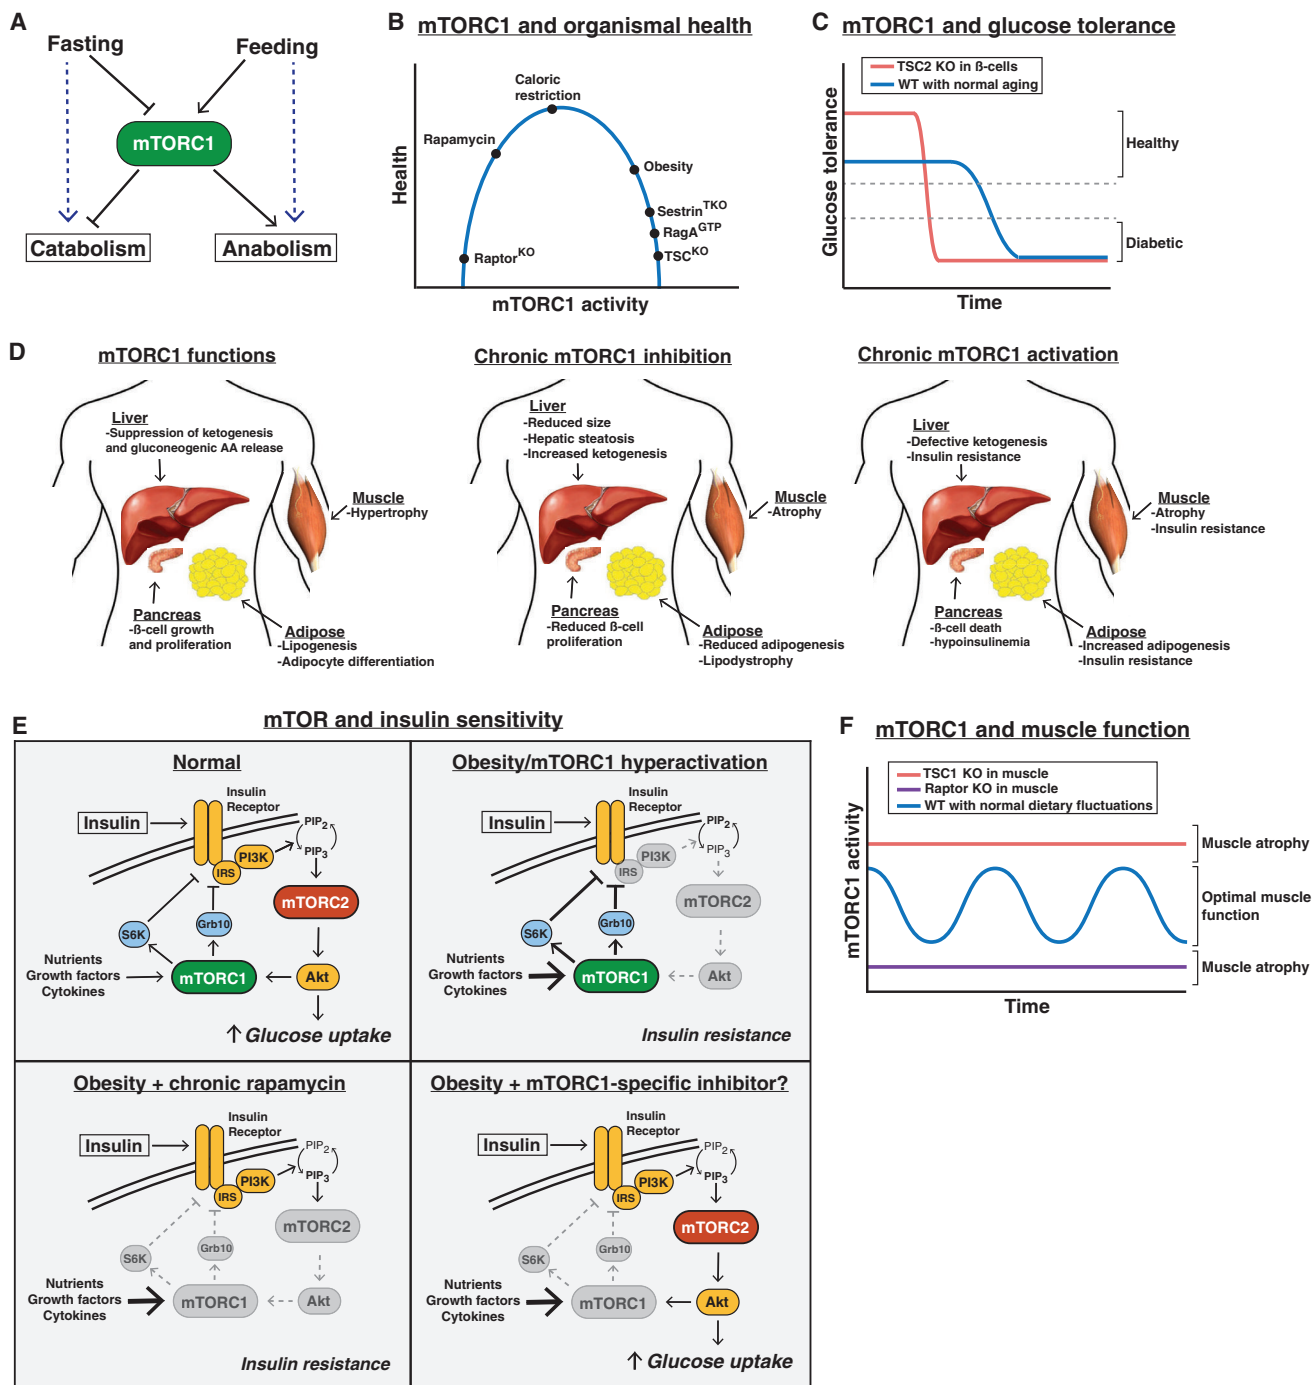 A
Fasting
Feeding
mTORC1
Catabolism
Anabolism
B
mTORC1 and organismal health
Health
Caloric
restriction
Rapamycin
Obesity
Sestrin^TKO
RagA^GTP
TSC^KO
Raptor^KO
mTORC1 activity
C
mTORC1 and glucose tolerance
TSC2 KO in ß-cells
WT with normal aging
Glucose tolerance
Healthy
Diabetic
Time
D
mTORC1 functions
Liver
-Suppression of ketogenesis
and gluconeogenic AA release
Muscle
-Hypertrophy
Pancreas
-ß-cell growth
and proliferation
Adipose
-Lipogenesis
-Adipocyte differentiation
Chronic mTORC1 inhibition
Liver
-Reduced size
-Hepatic steatosis
-Increased ketogenesis
Muscle
-Atrophy
Pancreas
-Reduced ß-cell
proliferation
Adipose
-Reduced adipogenesis
-Lipodystrophy
Chronic mTORC1 activation
Liver
-Defective ketogenesis
-Insulin resistance
Muscle
-Atrophy
-Insulin resistance
Pancreas
-ß-cell death
-hypoinsulinemia
Adipose
-Increased adipogenesis
-Insulin resistance
E
mTOR and insulin sensitivity
Normal
Insulin
Insulin
Receptor
PIP2
PIP3
PI3K
IRS
mTORC2
S6K
Grb10
Nutrients
Growth factors
Cytokines
mTORC1
Akt
↑ Glucose uptake
Obesity/mTORC1 hyperactivation
Insulin
Insulin
Receptor
PIP2
PIP3
PI3K
IRS
mTORC2
S6K
Grb10
Nutrients
Growth factors
Cytokines
mTORC1
Akt
Insulin resistance
Obesity + chronic rapamycin
Insulin
Insulin
Receptor
PIP2
PIP3
PI3K
IRS
mTORC2
S6K
Grb10
Nutrients
Growth factors
Cytokines
mTORC1
Akt
Insulin resistance
Obesity + mTORC1-specific inhibitor?
Insulin
Insulin
Receptor
PIP2
PIP3
PI3K
IRS
mTORC2
S6K
Grb10
Nutrients
Growth factors
Cytokines
mTORC1
Akt
↑ Glucose uptake
F
mTORC1 and muscle function
TSC1 KO in muscle
Raptor KO in muscle
WT with normal dietary fluctuations
mTORC1 activity
Muscle atrophy
Optimal muscle
function
Muscle atrophy
Time